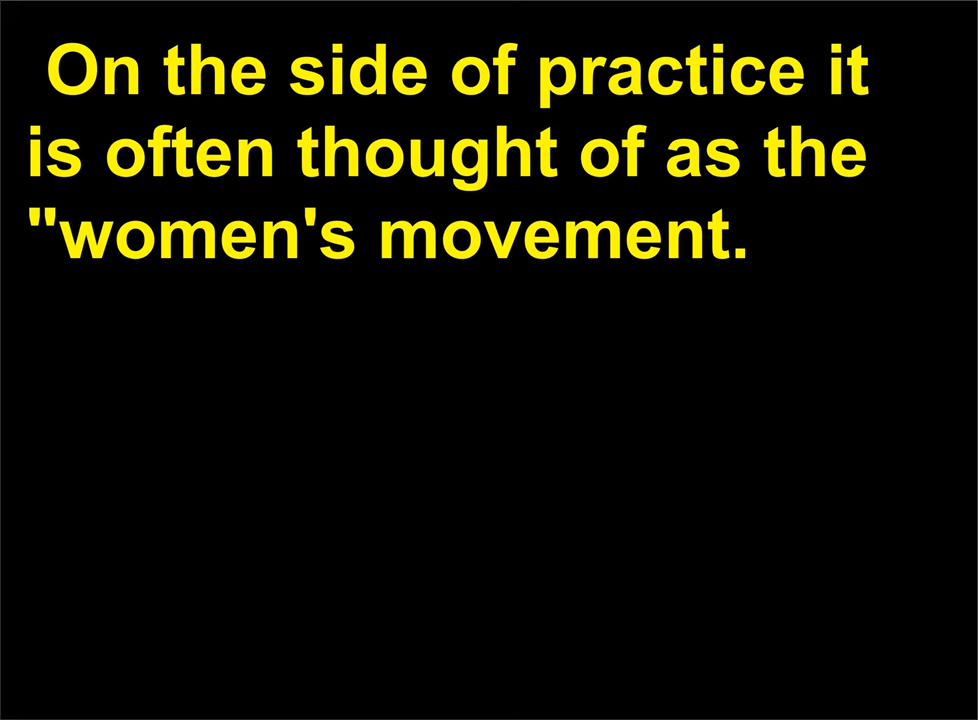 On the side of practice it
is often thought of as the
"women's movement.